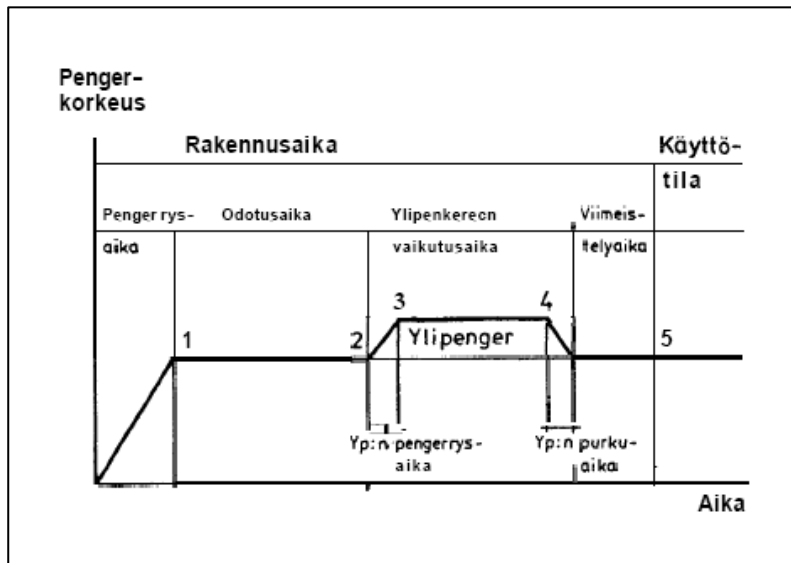 Penger-
korkeus
Rakennusaika
Käyttö-
tila
Pengerrys-
aika
Odotusaika
Ylipenkereen
vaikutusaika
Viimeis-
telyaika
1
2
3
4
5
Ylipenger
Yp:n pengerrys-
aika
Yp:n purku-
aika
Aika